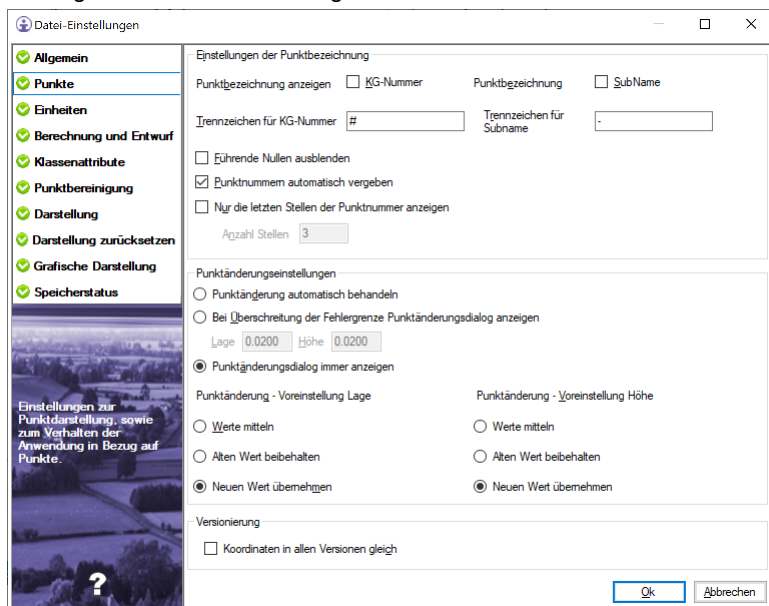 Datei-Einstellungen
Allgemein
Punkte
Einheiten
Berechnung und Entwurf
Klassenattribute
Punktbereinigung
Darstellung
Darstellung zurücksetzen
Grafische Darstellung
Speicherstatus
Einstellungen zur
Punktdarstellung, sowie
zum Verhalten der
Anwendung in Bezug auf
Punkte.
?
Einstellungen der Punktbezeichnung
Punktbezeichnung anzeigen KG-Nummer Punktbezeichnung SubName
Trennzeichen für KG-Nummer # Trennzeichen für
Subname -
Führende Nullen ausblenden
Punktnummern automatisch vergeben
Nur die letzten Stellen der Punktnummer anzeigen
Anzahl Stellen 3
Punktänderungseinstellungen
Punktänderung automatisch behandeln
Bei Überschreitung der Fehlergrenze Punktänderungsdialog anzeigen
Lage 0.0200 Höhe 0.0200
Punktänderungsdialog immer anzeigen
Punktänderung - Voreinstellung Lage Punktänderung - Voreinstellung Höhe
Werte mitteln Werte mitteln
Alten Wert beibehalten Alten Wert beibehalten
Neuen Wert übernehmen Neuen Wert übernehmen
Versionierung
Koordinaten in allen Versionen gleich
Ok Abbrechen